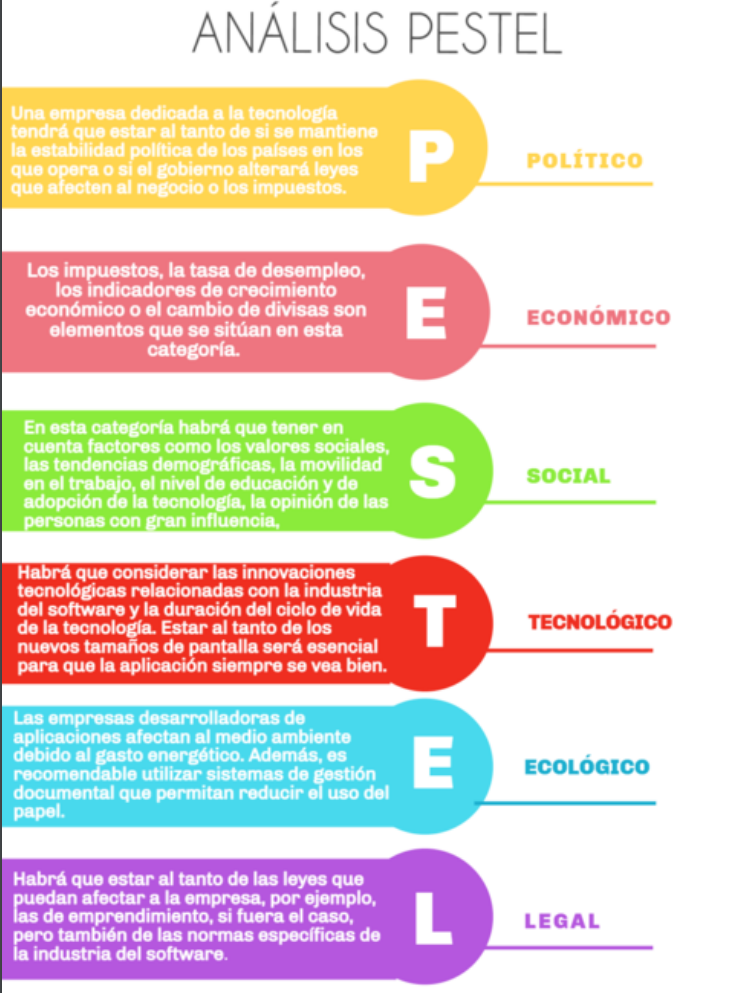 ANÁLISIS PESTEL
Una empresa dedicada a la tecnología
tendrá que estar al tanto de si se mantiene
la estabilidad política de los países en los
que opera o si el gobierno alterará leyes
que afecten al negocio o los impuestos.
P
POLÍTICO
Los impuestos, la tasa de desempleo,
los indicadores de crecimiento
económico o el cambio de divisas son
elementos que se sitúan en esta
categoría.
E
ECONÓMICO
En esta categoría habrá que tener en
cuenta factores como los valores sociales,
las tendencias demográficas, la movilidad
en el trabajo, el nivel de educación y de
adopción de la tecnología, la opinión de las
personas con gran influencia,
S
SOCIAL
Habrá que considerar las innovaciones
tecnológicas relacionadas con la industria
del software y la duración del ciclo de vida
de la tecnología. Estar al tanto de los
nuevos tamaños de pantalla será esencial
para que la aplicación siempre se vea bien.
T
TECNOLÓGICO
Las empresas desarrolladoras de
aplicaciones afectan al medio ambiente
debido al gasto energético. Además, es
recomendable utilizar sistemas de gestión
documental que permitan reducir el uso del
papel.
E
ECOLÓGICO
Habrá que estar al tanto de las leyes que
puedan afectar a la empresa, por ejemplo,
las de emprendimiento, si fuera el caso,
pero también de las normas específicas de
la industria del software.
L
LEGAL